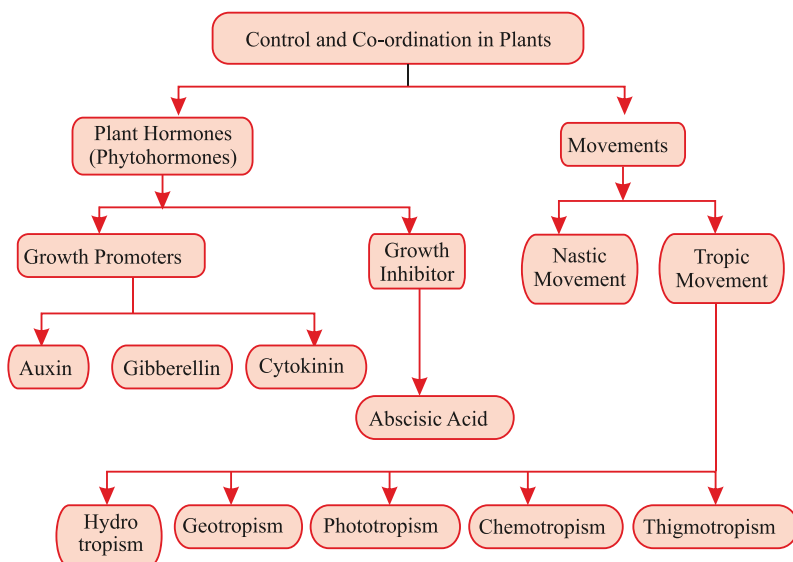 Control and Co-ordination in Plants
Plant Hormones
(Phytohormones)
Movements
Growth Promoters
Growth
Inhibitor
Nastic
Movement
Tropic
Movement
Auxin
Gibberellin
Cytokinin
Abscisic Acid
Hydro
tropism
Geotropism
Phototropism
Chemotropism
Thigmotropism